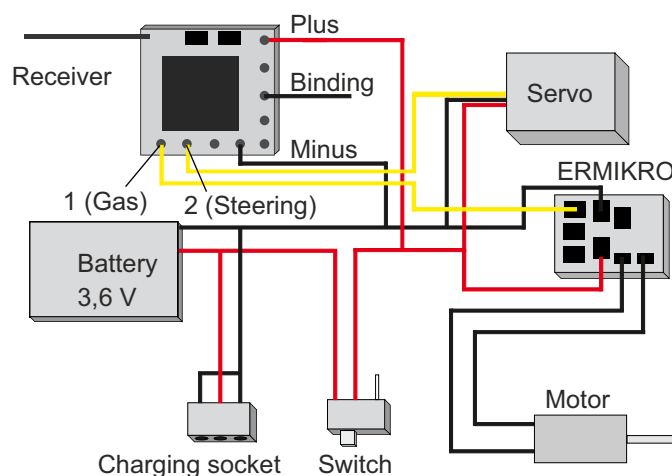 Plus
Receiver
Binding
Servo
Minus
ERMIKRO
1 (Gas)
2 (Steering)
Battery
3,6 V
Motor
Charging socket
Switch